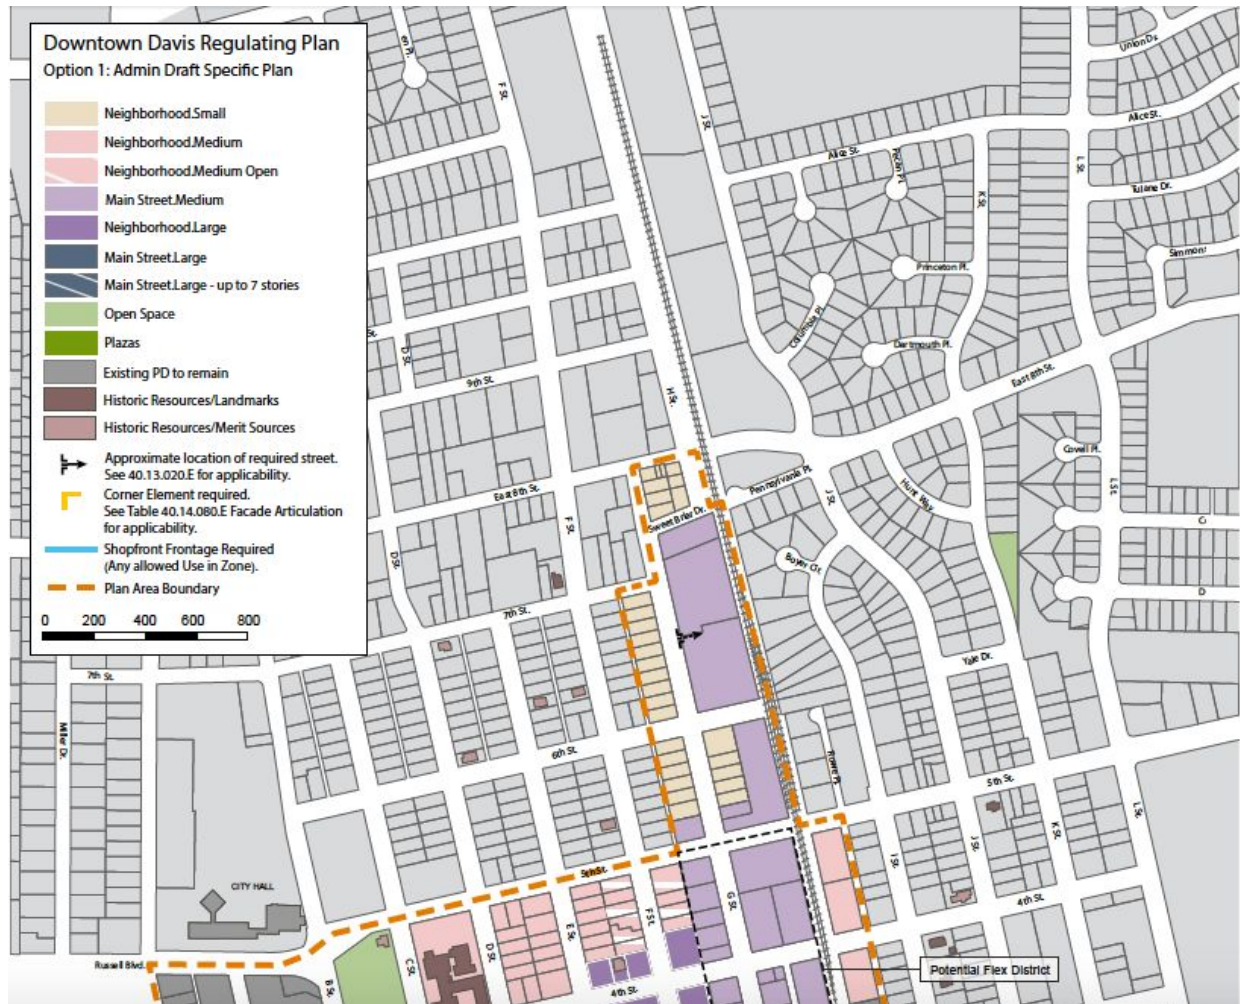 Downtown Davis Regulating Plan
Option 1: Admin Draft Specific Plan
Neighborhood.Small
Neighborhood.Medium
Neighborhood.Medium Open
Main Street.Medium
Neighborhood.Large
Main Street.Large
Main Street.Large - up to 7 stories
Open Space
Plazas
Existing PD to remain
Historic Resources/Landmarks
Historic Resources/Merit Sources
Approximate location of required street.
See 40.13.020.E for applicability.
Corner Element required.
See Table 40.14.080.E Facade Articulation
for applicability.
Shopfront Frontage Required
(Any allowed Use in Zone).
Plan Area Boundary
0 200 400 600 800
en Pl.
F St.
J St.
Union Dr.
Alice St.
Alice St.
Pecan Pl.
K St.
L St.
Tulane Dr.
Simmons
Princeton Pl.
Columbia Pl.
Dartmouth Pl.
St.
D St.
9th St.
H St.
East 8th St.
Covell Pl.
East 8th St.
Pennsylvania Pl.
J St.
Hunt Way
L St.
F St.
Sweet Briar Dr.
C
D St.
Boyer Cir.
D
7th St.
7th St.
Yale Dr.
Miller Dr.
6th St.
Rowe Pl.
5th St.
L St.
K St.
J St.
I St.
5th St.
CITY HALL
G St.
4th St.
F St.
E St.
D St.
C St.
B St.
Russell Blvd.
4th St.
Potential Flex District